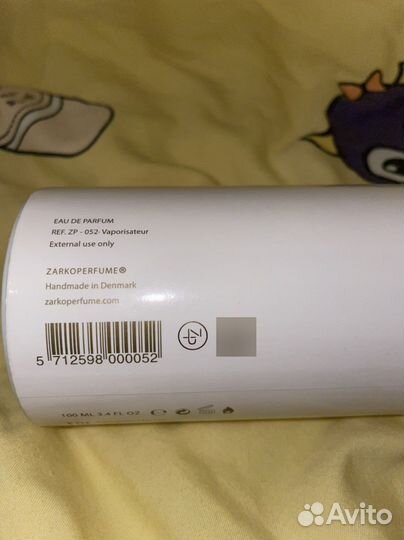 EAU DE PARFUM
REF. ZP - 052- Vaporisateur
External use only
ZARKOPERFUME®
Handmade in Denmark
zarkoperfume.com
5 712598 000052
ZP
100 ML 3.4 FL OZ
Avito